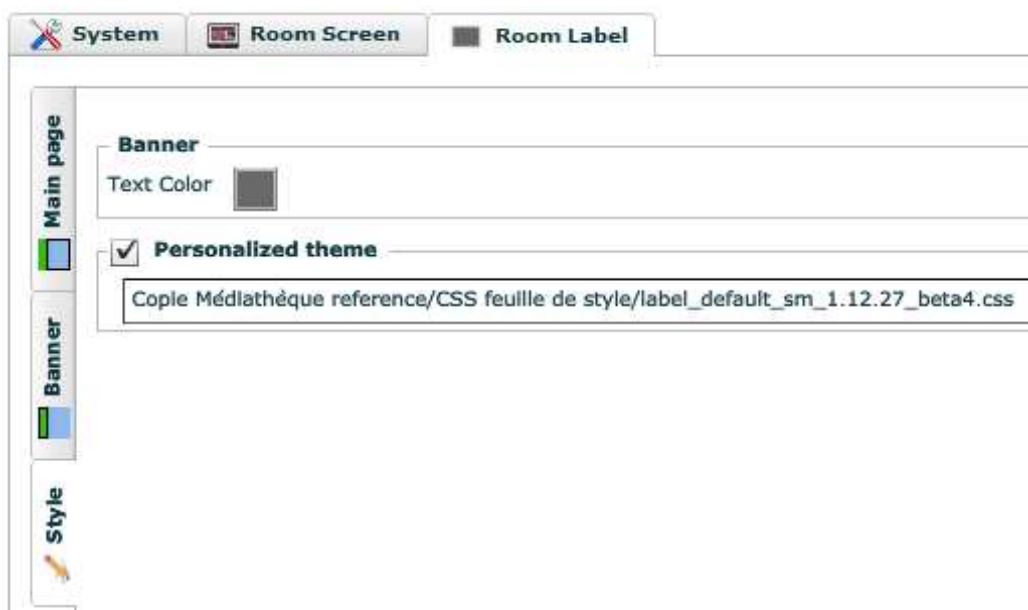 System Room Screen Room Label
Main page
Banner
Text Color
Personalized theme
Copie Médiathèque reference/CSS feuille de style/label_default_sm_1.12.27_beta4.css
Banner
Style